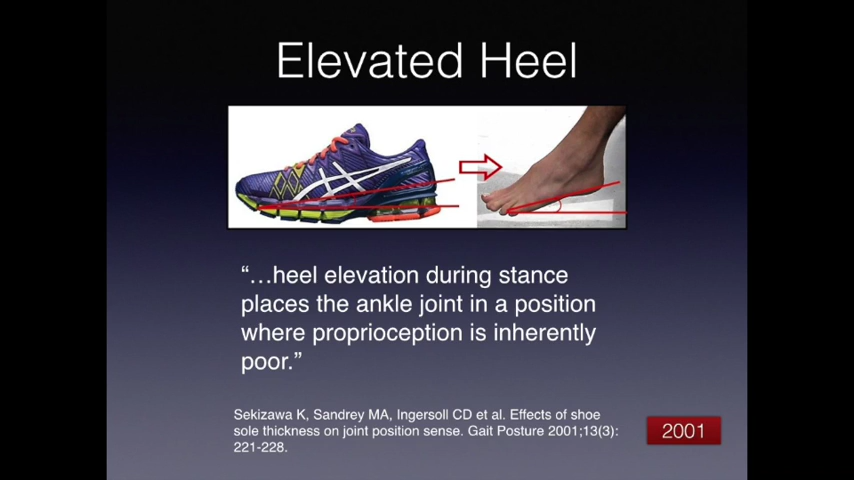 Elevated Heel
“…heel elevation during stance
places the ankle joint in a position
where proprioception is inherently
poor.”
Sekizawa K, Sandrey MA, Ingersoll CD et al. Effects of shoe
sole thickness on joint position sense. Gait Posture 2001;13(3):
221-228.
2001